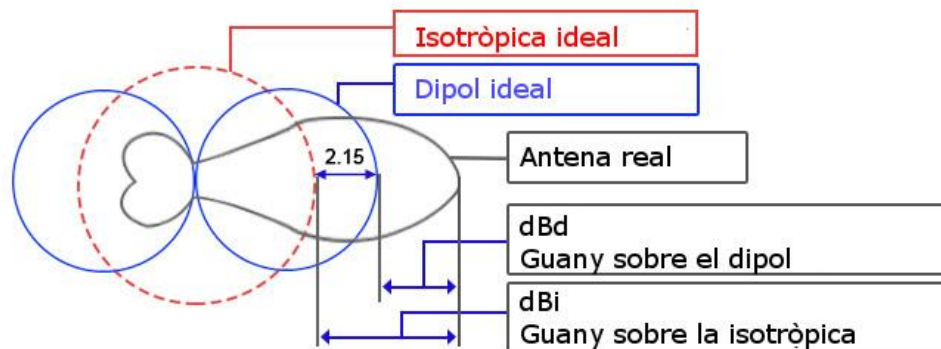 Isotròpica ideal
Dipol ideal
2.15
Antena real
dBd
Guany sobre el dipol
dBi
Guany sobre la isotròpica